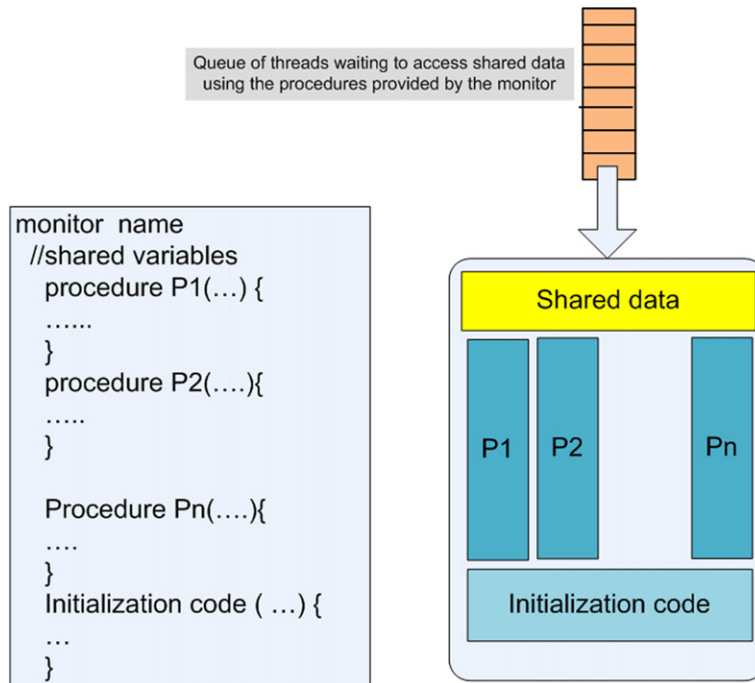 Queue of threads waiting to access shared data
using the procedures provided by the monitor
monitor name
//shared variables
procedure P1(…) {
…...
}
procedure P2(….){
…..
}
Procedure Pn(….){
….
}
Initialization code ( …) {
…
}
Shared data
P1
P2
Pn
Initialization code